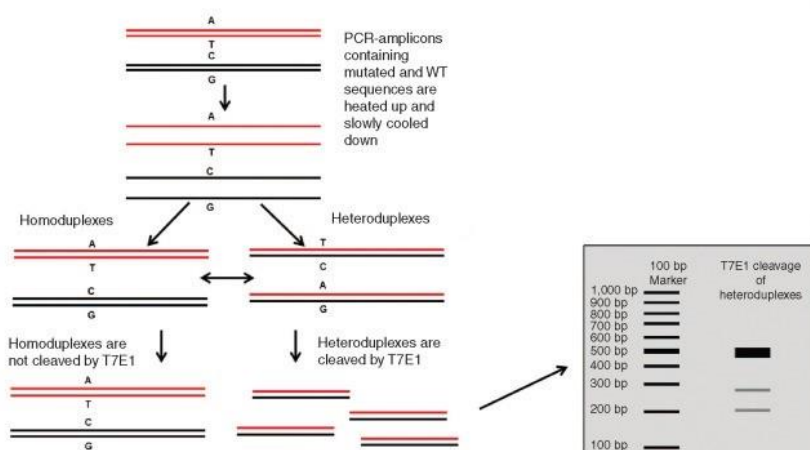 A
T
C
G
PCR-amplicons
containing
mutated and WT
sequences are
heated up and
slowly cooled
down
A
T
C
G
Homoduplexes
Heteroduplexes
A
T
C
G
T
C
A
G
Homoduplexes are
not cleaved by T7E1
Heteroduplexes are
cleaved by T7E1
A
T
C
G
100 bp
Marker
T7E1 cleavage
of
heteroduplexes
1,000 bp
900 bp
800 bp
700 bp
600 bp
500 bp
400 bp
300 bp
200 bp
100 bp